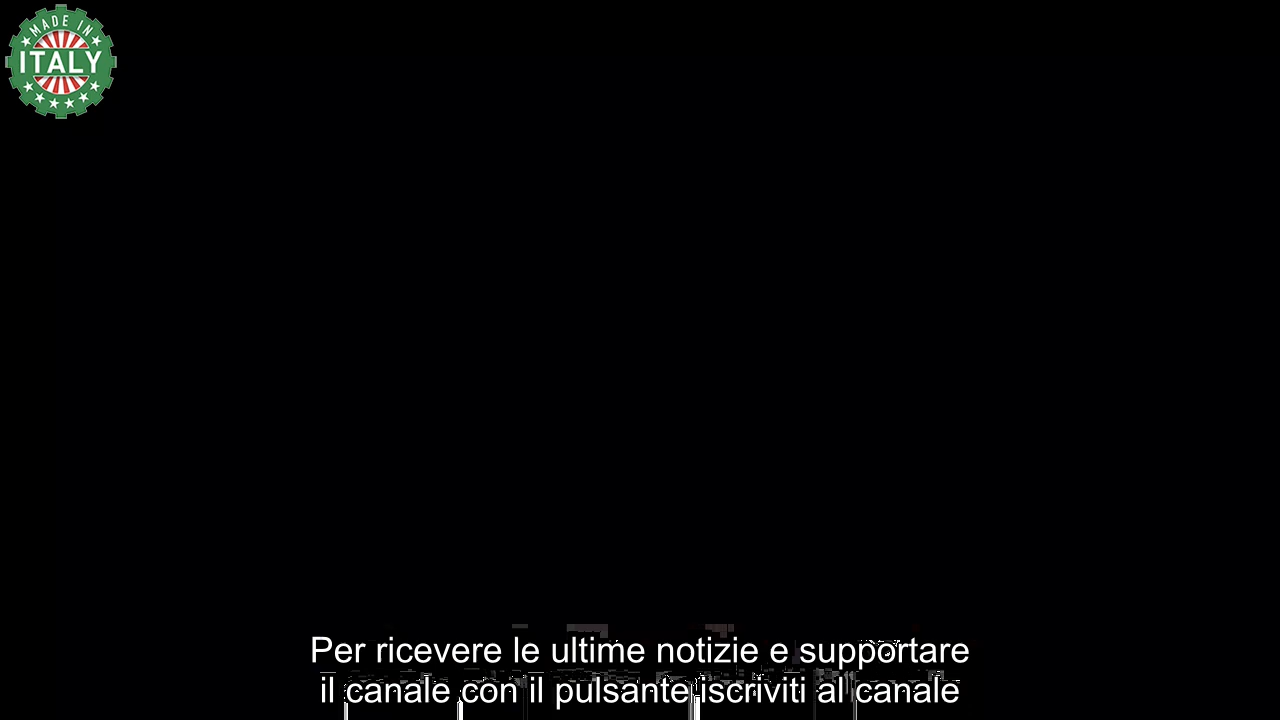 MADE IN
ITALY
Per ricevere le ultime notizie e supportare
il canale con il pulsante iscriviti al canale